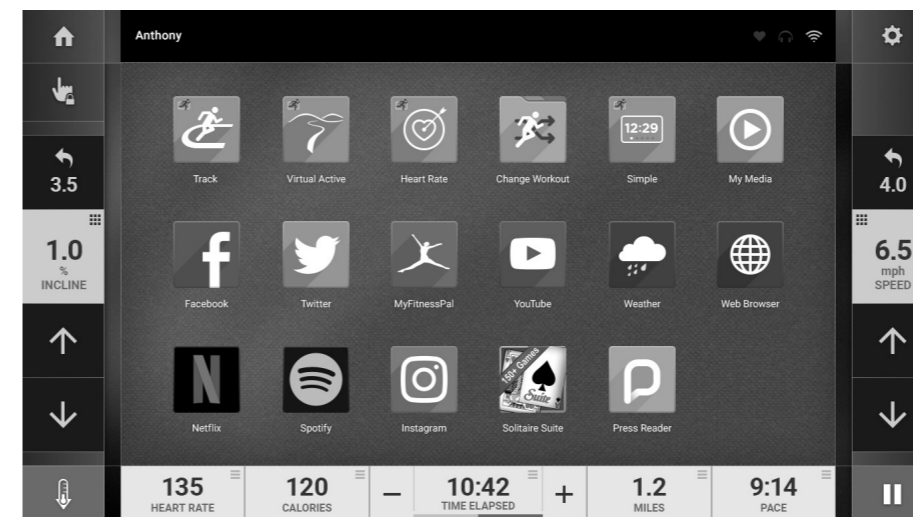 Anthony
3.5
1.0
%
INCLINE
12:29
Track
Virtual Active
Heart Rate
Change Workout
Simple
My Media
f
Facebook
Twitter
MyFitnessPal
YouTube
Weather
Web Browser
N
150+ Games
Suite
Netflix
Spotify
Instagram
Solitaire Suite
Press Reader
4.0
6.5
mph
SPEED
135
HEART RATE
120
CALORIES
10:42
TIME ELAPSED
1.2
MILES
9:14
PACE